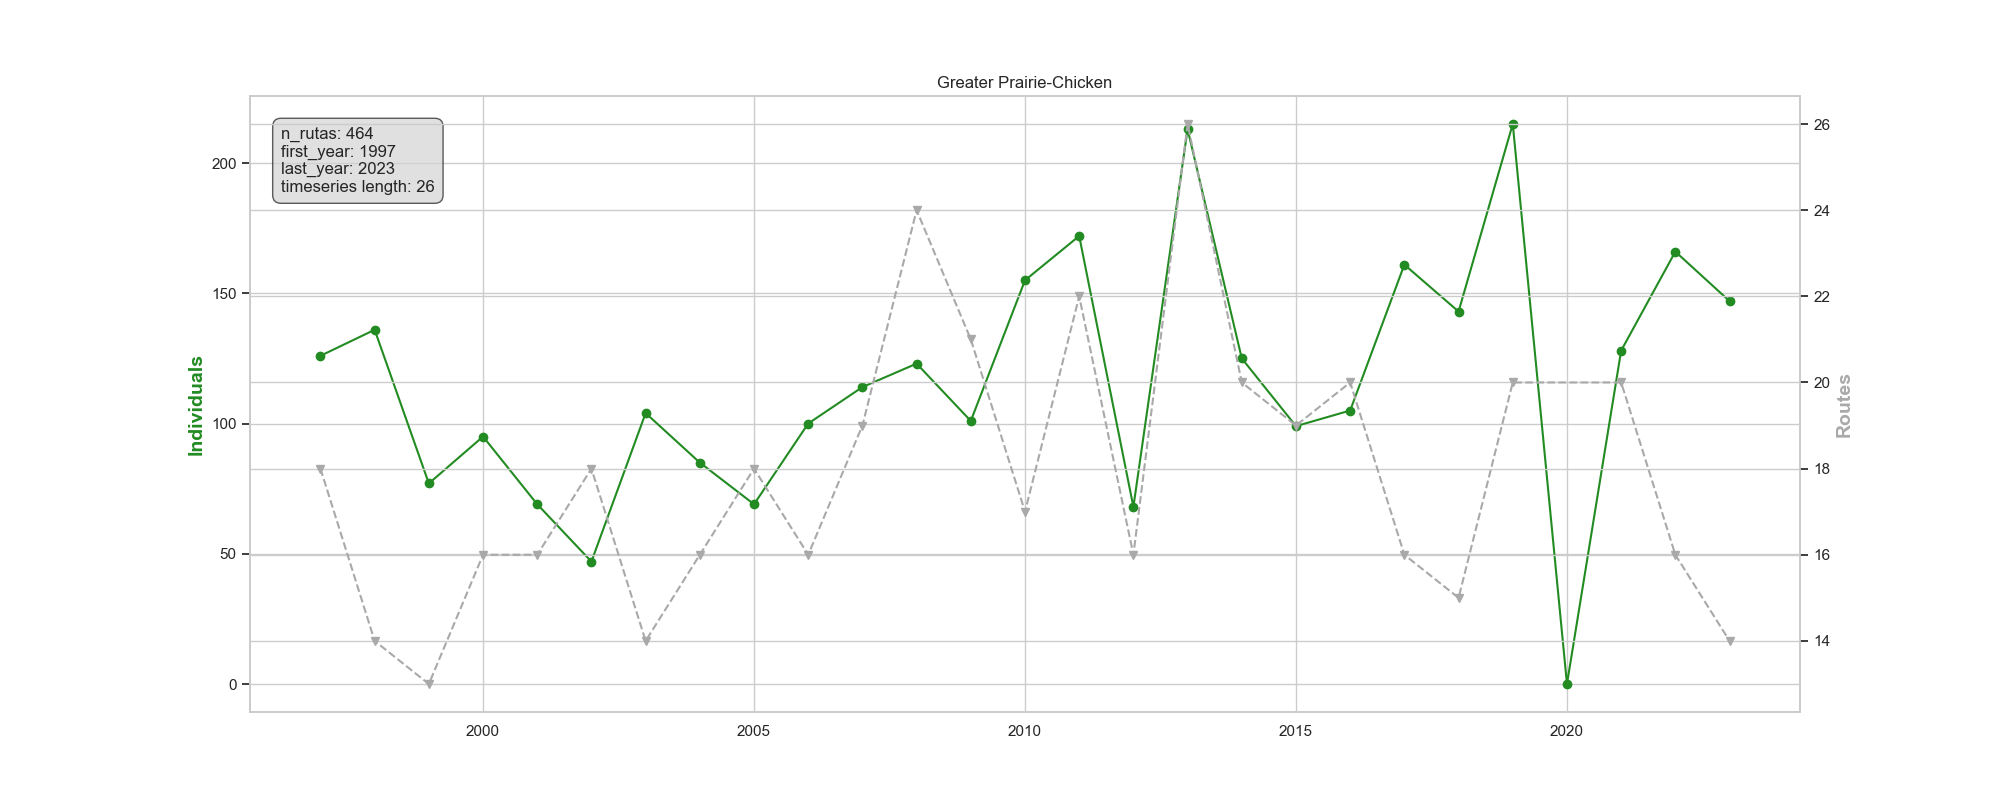 Greater Prairie-Chicken
n_rutas: 464
first_year: 1997
last_year: 2023
timeseries length: 26
Individuals
200
150
100
50
0
26
24
22
20
18
16
14
Routes
2000
2005
2010
2015
2020